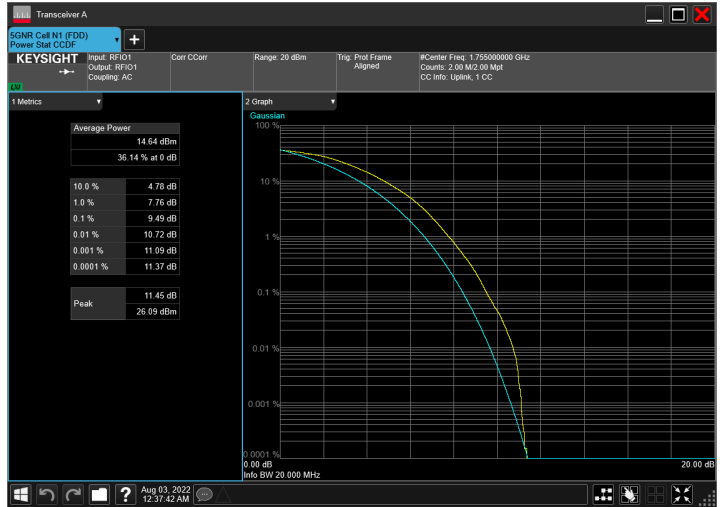 Transceiver A
5GNR Cell N1 (FDD)
Power Stat CCDF
KEYSIGHT
LXI
Input: RFIO1
Output: RFIO1
Coupling: AC
Corr CCorr
Range: 20 dBm
Trig: Prot Frame
Aligned
#Center Freq: 1.755000000 GHz
Counts: 2.00 M/2.00 Mpt
CC Info: Uplink, 1 CC
1 Metrics
Average Power
14.64 dBm
36.14 % at 0 dB
10.0 % 4.78 dB
1.0 % 7.76 dB
0.1 % 9.49 dB
0.01 % 10.72 dB
0.001 % 11.09 dB
0.0001 % 11.37 dB
Peak 11.45 dB
26.09 dBm
2 Graph
Gaussian
100 %
10 %
1 %
0.1 %
0.01 %
0.001 %
0.0001 %
0.00 dB
20.00 dB
Info BW 20.000 MHz
?
Aug 03, 2022
12:37:42 AM